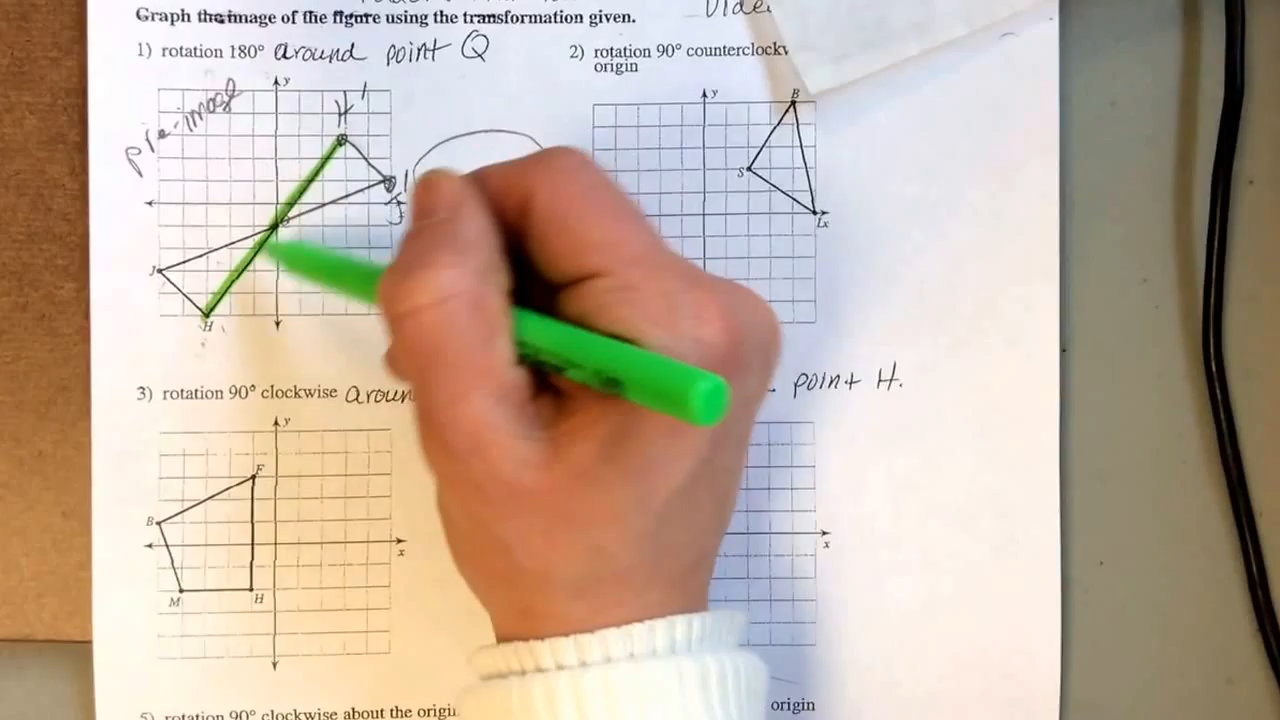 Graph the image of the figure using the transformation given.
Vide
1) rotation 180° around point Q
2) rotation 90° counterclockw
origin
pre-image
y
H'
J'
J
H
y
B
S
L
x
3) rotation 90° clockwise aroun
point H.
y
F
B
x
M
H
x
5) rotation 90° clockwise about the origi
origin